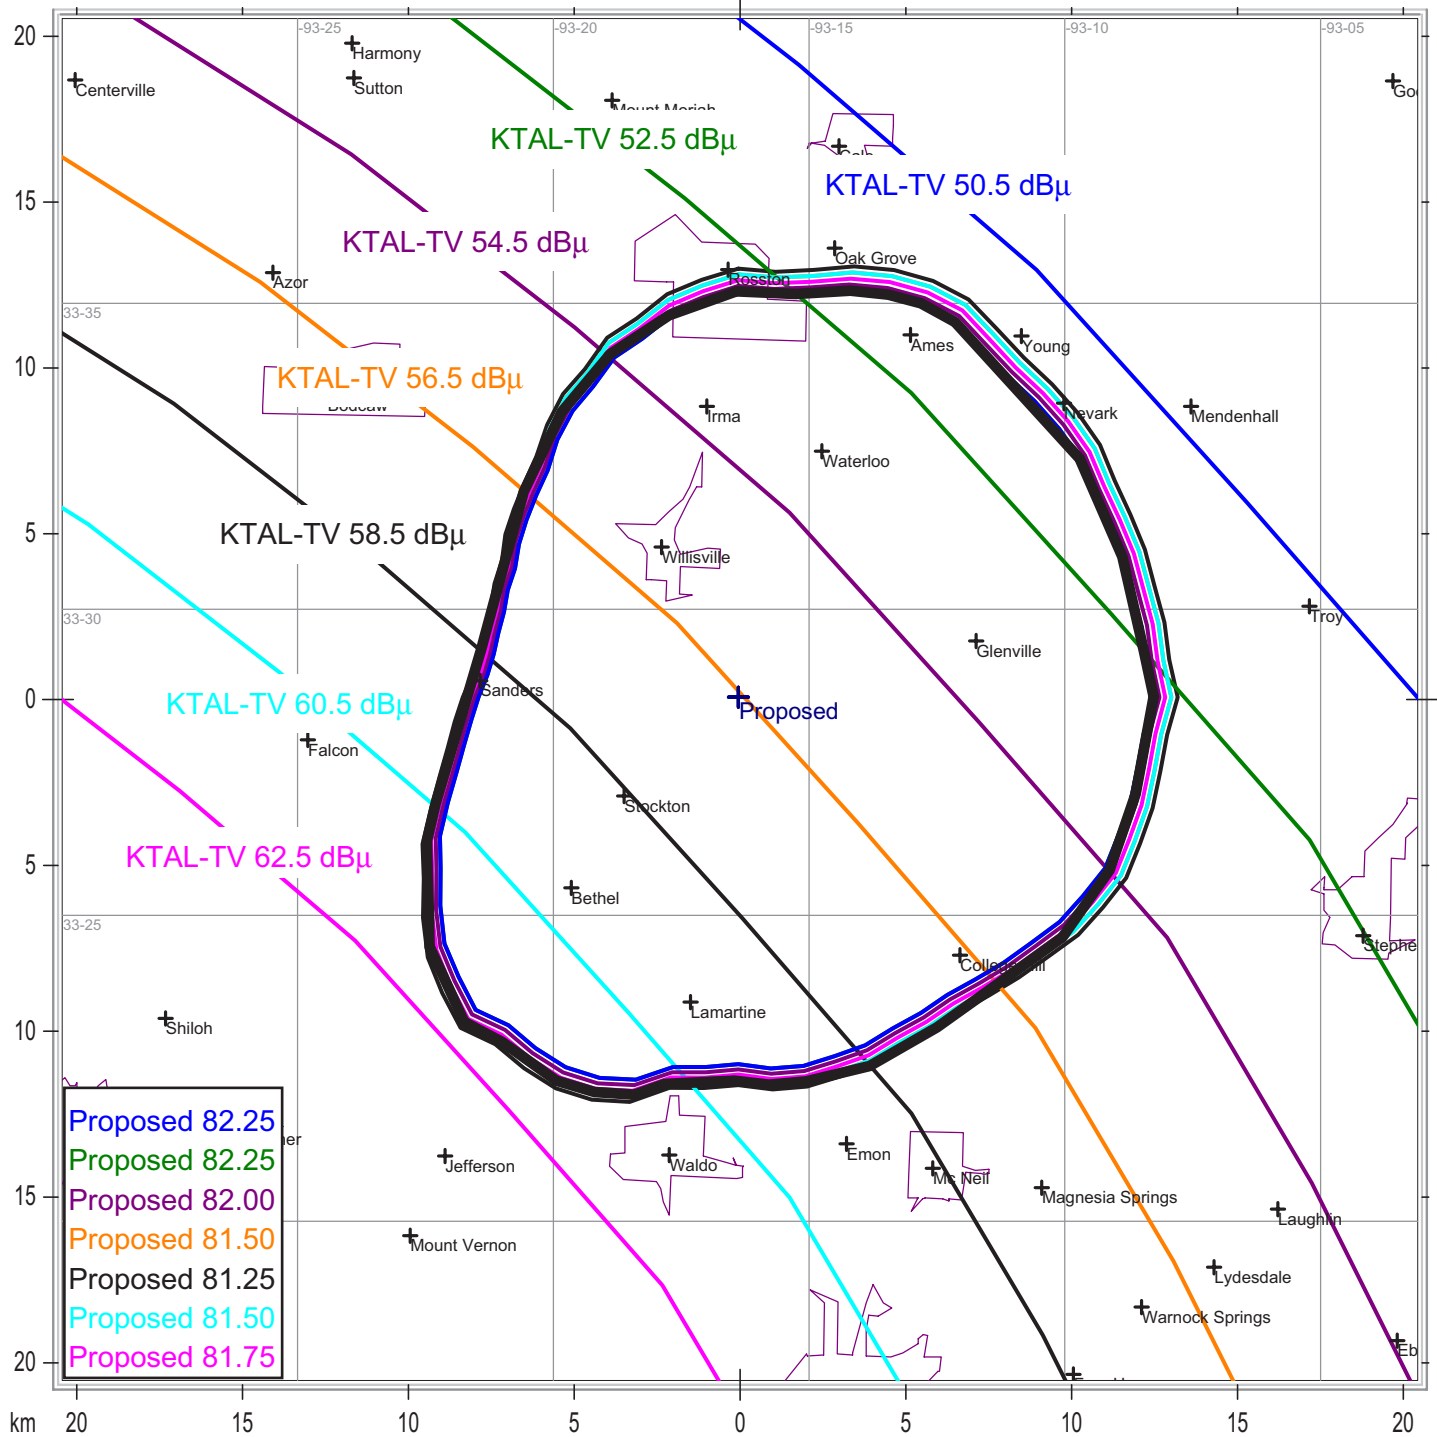 20
-93-25
-93-20
-93-15
-93-10
-93-05
Harmony
Centerville
Sutton
Mount Moriah
KTAL-TV 52.5 dBµ
KTAL-TV 50.5 dBµ
15
KTAL-TV 54.5 dBµ
Oak Grove
Azor
Rosston
33-35
Ames
Young
10
KTAL-TV 56.5 dBµ
Bodcaw
Irma
Nevark
Mendenhall
Waterloo
5
KTAL-TV 58.5 dBµ
Willisville
33-30
Troy
Glenville
0
Sanders
KTAL-TV 60.5 dBµ
Proposed
Falcon
Stockton
5
KTAL-TV 62.5 dBµ
Bethel
33-25
Stephe
Lamartine
10
Shiloh
Proposed 82.25
Proposed 82.25
Proposed 82.00
Proposed 81.50
Proposed 81.25
Proposed 81.50
Proposed 81.75
ner
Emon
Jefferson
Waldo
Mc Neil
15
Magnesia Springs
Laughlin
Mount Vernon
Lydesdale
Warnock Springs
Eb
20
km 20 15 10 5 0 5 10 15 20